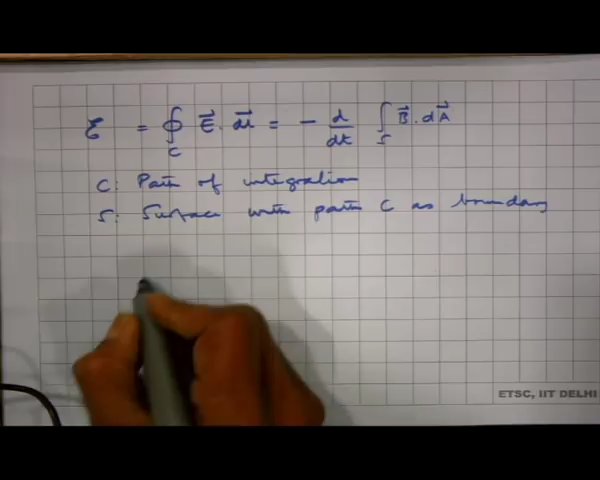 ℰ = ∮_C E⃗ . dl⃗ = - d/dt ∫_S B⃗ . dA⃗
C: Path of integration
S: Surface with path C as boundary
ETSC, IIT DELHI